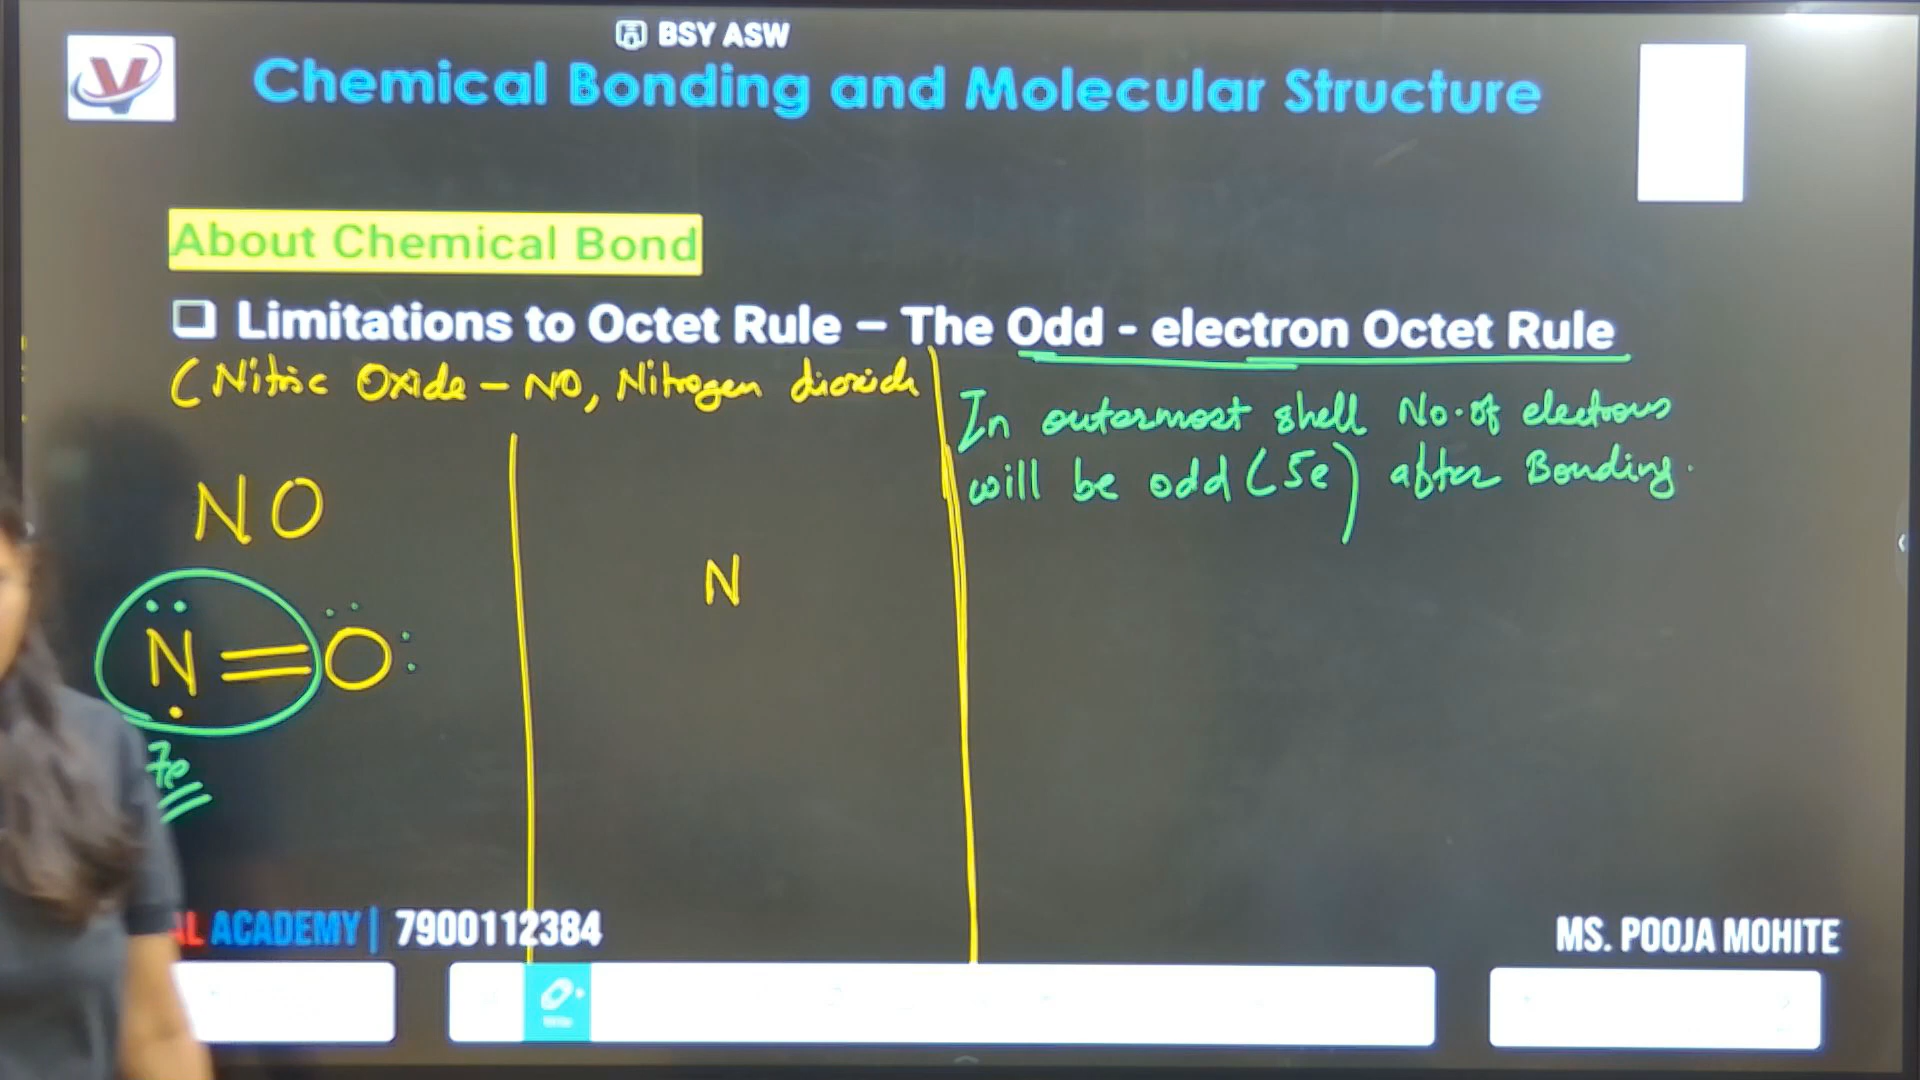 BSY ASW
Chemical Bonding and Molecular Structure
About Chemical Bond
Limitations to Octet Rule – The Odd - electron Octet Rule
(Nitric Oxide – NO, Nitrogen dioxide
In outermost shell No. of electrons
will be odd (5e) after Bonding.
NO
N
N=O
7e
AL ACADEMY | 7900112384
MS. POOJA MOHITE